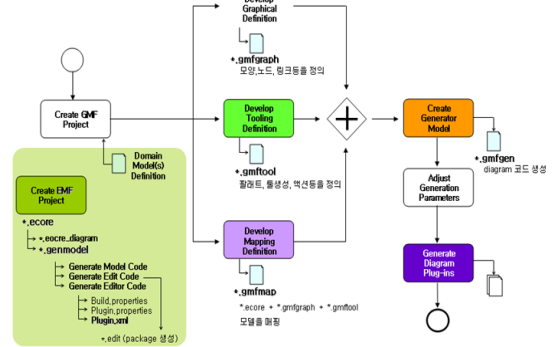 Develop
Graphical
Definition
*.gmfgraph
모양,노드, 링크등을 정의
Create GMF
Project
Domain
Model(s)
Definition
Develop
Tooling
Definition
*.gmftool
팔래트, 툴생성, 액션등을 정의
Create
Generator
Model
*.gmfgen
diagram 코드 생성
Create EMF
Project
*.ecore
*.eocre_diagram
*.genmodel
Generate Model Code
Generate Edit Code
Generate Editor Code
Build.properties
Plugin.properties
Plugin.xml
*.edit (package 생성)
Develop
Mapping
Definition
*.gmfmap
*.ecore + *.gmfgraph + *.gmftool
모델을 매핑
Adjust
Generation
Parameters
Generate
Diagram
Plug-ins